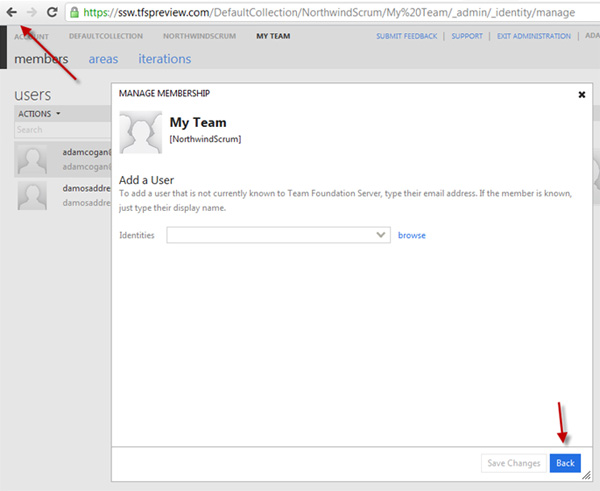 https://ssw.tfspreview.com/DefaultCollection/NorthwindScrum/My%20Team/_admin/_identity/manage
ACCOUNT DEFAULTCOLLECTION NORTHWINDSCRUM MY TEAM SUBMIT FEEDBACK | SUPPORT | EXIT ADMINISTRATION | ADA
members areas iterations
users
ACTIONS
Search
adamcogan@
adamcogan@
damosaddre
damosaddre
MANAGE MEMBERSHIP
My Team
[NorthwindScrum]
Add a User
To add a user that is not currently known to Team Foundation Server, type their email address. If the member is known,
just type their display name.
Identities browse
Save Changes Back